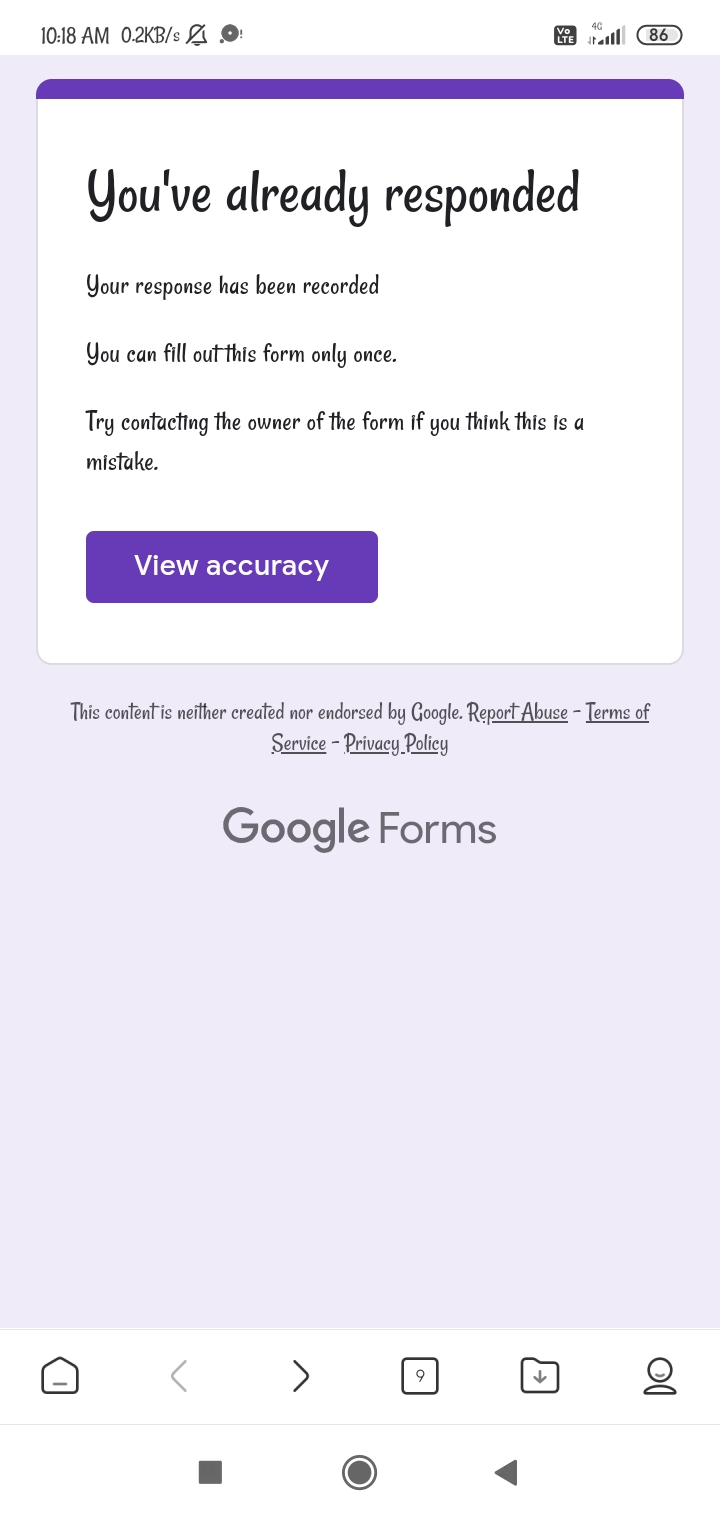 10:18 AM 0.2KB/s 4G 86
Vo
LTE
You've already responded
Your response has been recorded
You can fill out this form only once.
Try contacting the owner of the form if you think this is a
mistake.
View accuracy
This content is neither created nor endorsed by Google. Report Abuse - Terms of
Service - Privacy Policy
Google Forms
9